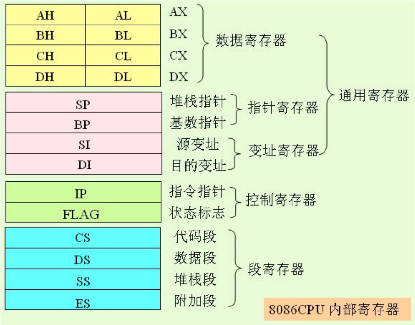 AH AL AX
BH BL BX
CH CL CX
DH DL DX
数据寄存器
SP 堆栈指针
BP 基数指针
指针寄存器
SI 源变址
DI 目的变址
变址寄存器
通用寄存器
IP 指令指针
FLAG 状态标志
控制寄存器
CS 代码段
DS 数据段
SS 堆栈段
ES 附加段
段寄存器
8086CPU 内部寄存器